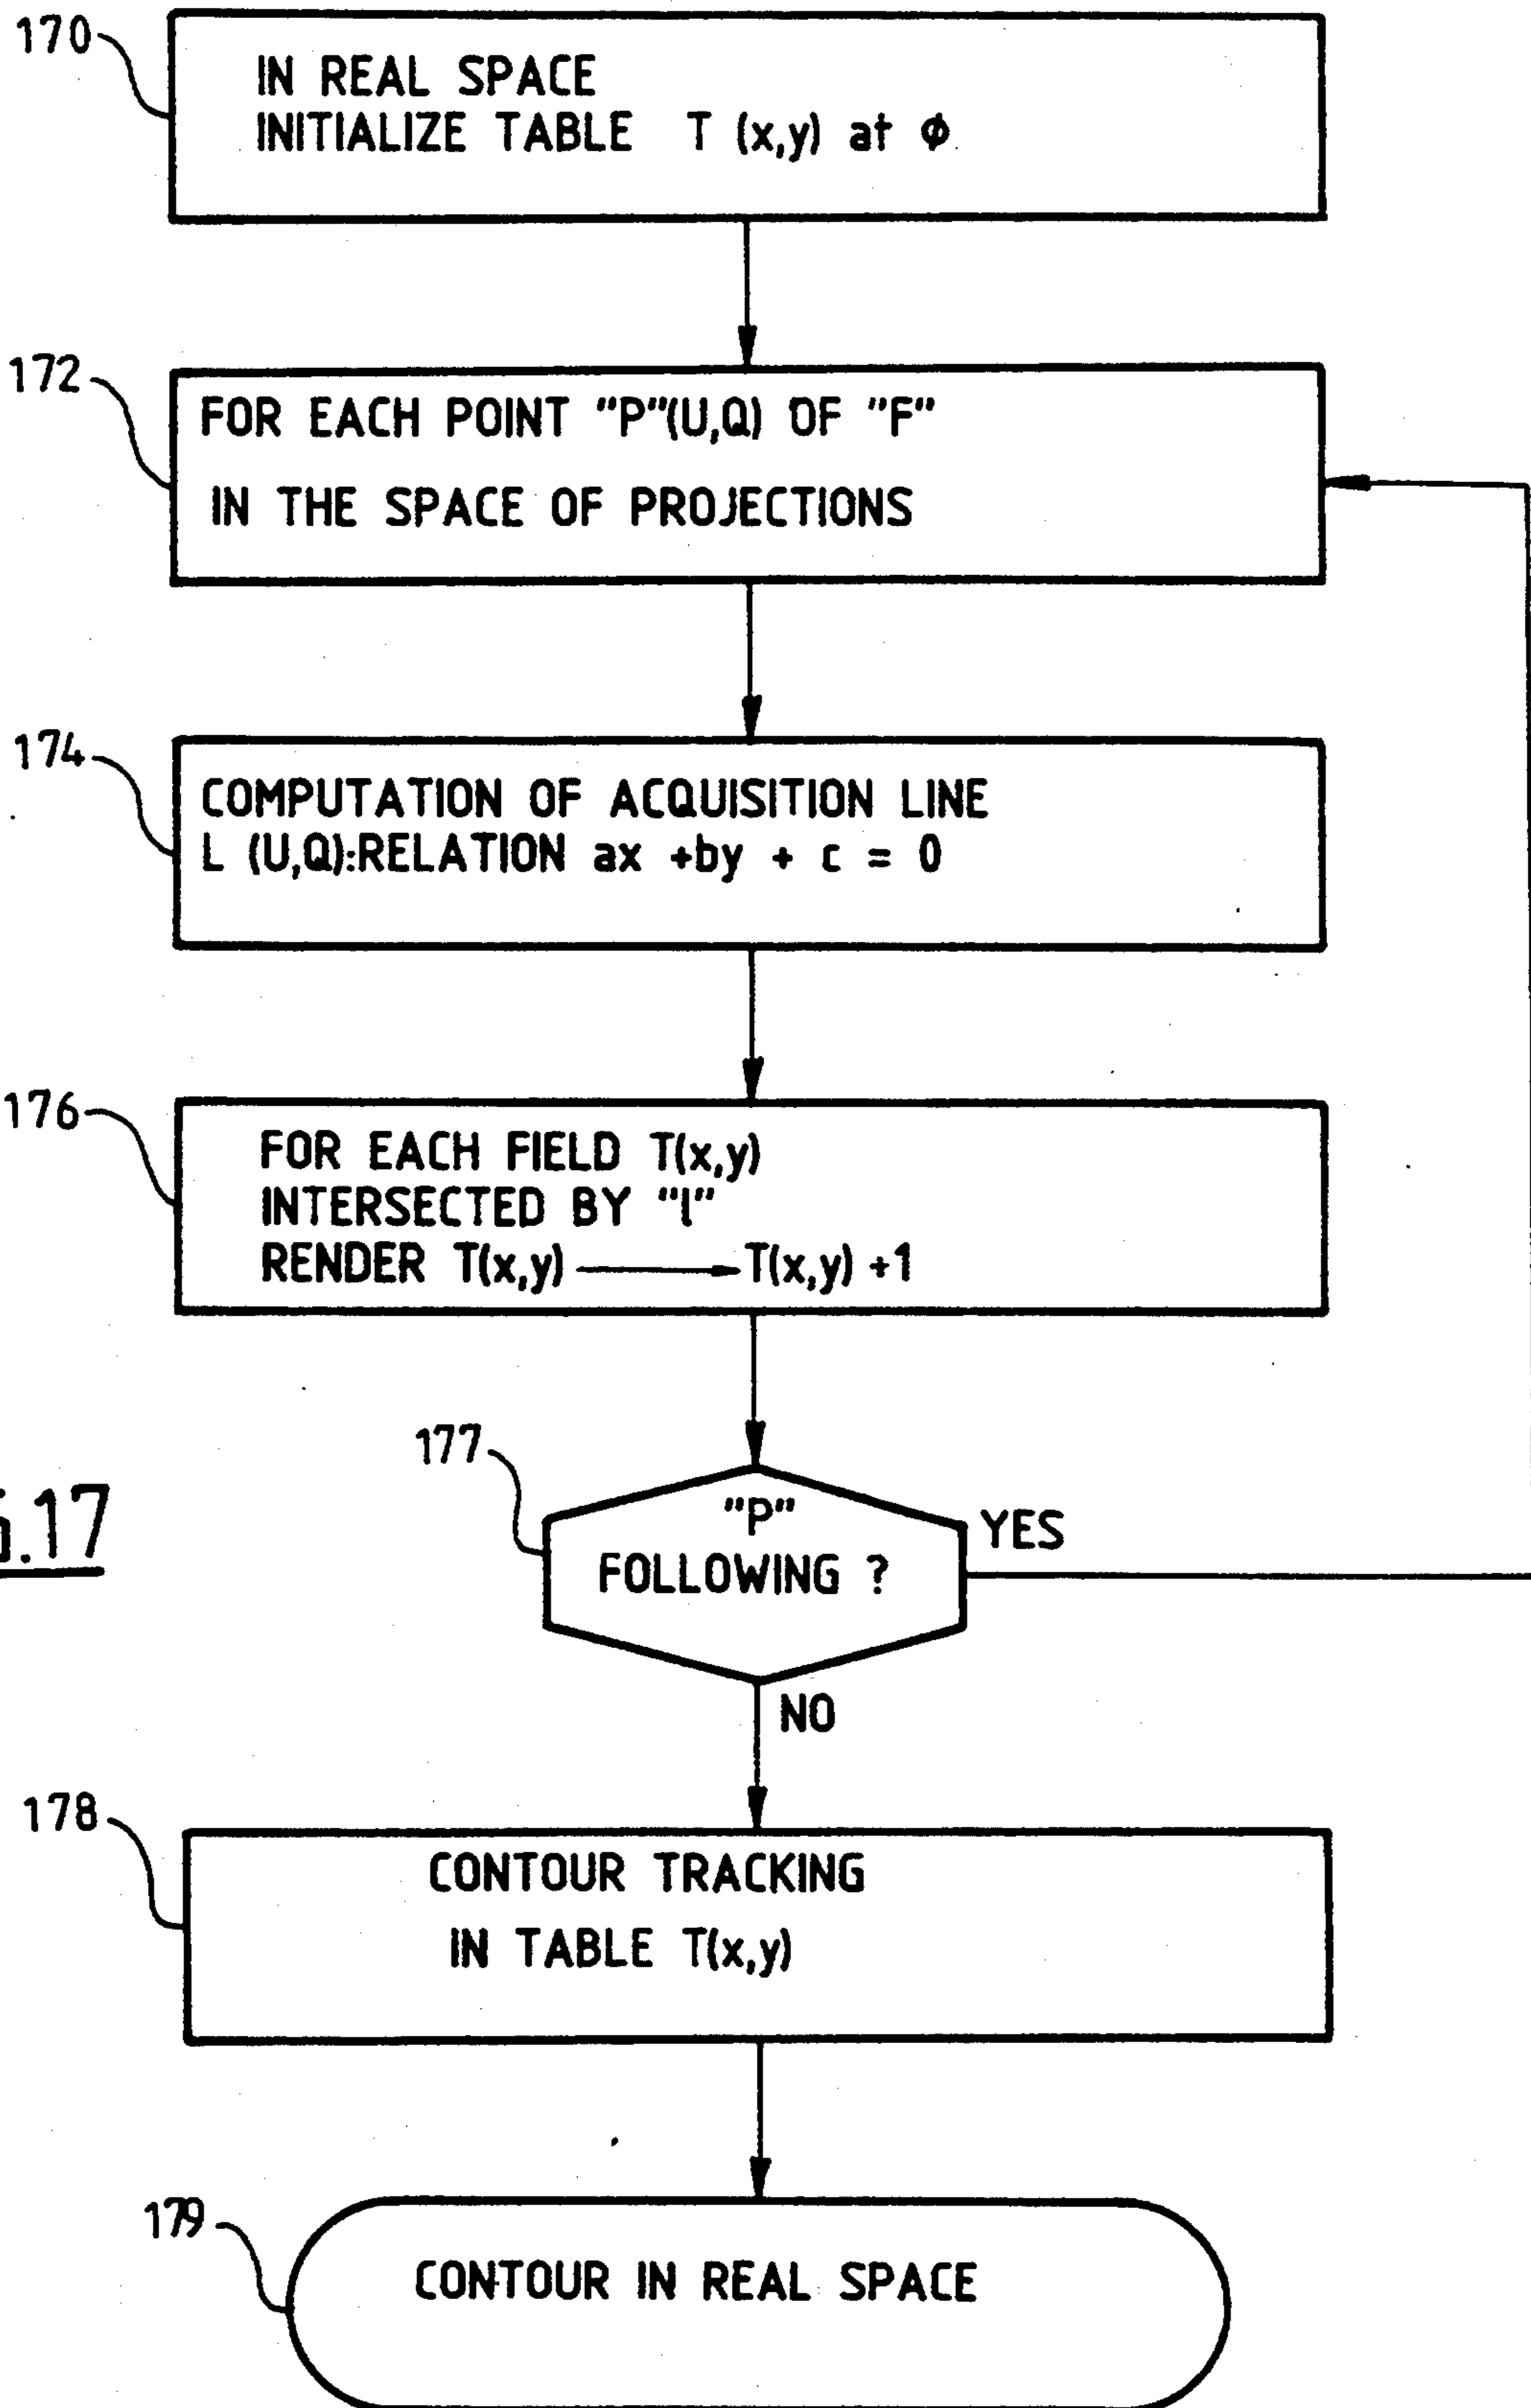 170
IN REAL SPACE
INITIALIZE TABLE T (x,y) at ϕ
172
FOR EACH POINT "P"(U,Q) OF "F"
IN THE SPACE OF PROJECTIONS
174
COMPUTATION OF ACQUISITION LINE
L (U,Q):RELATION ax +by + c = 0
176
FOR EACH FIELD T(x,y)
INTERSECTED BY "l"
RENDER T(x,y) ⟶ T(x,y) +1
177
"P"
FOLLOWING ?
YES
.17
NO
178
CONTOUR TRACKING
IN TABLE T(x,y)
179
CONTOUR IN REAL SPACE